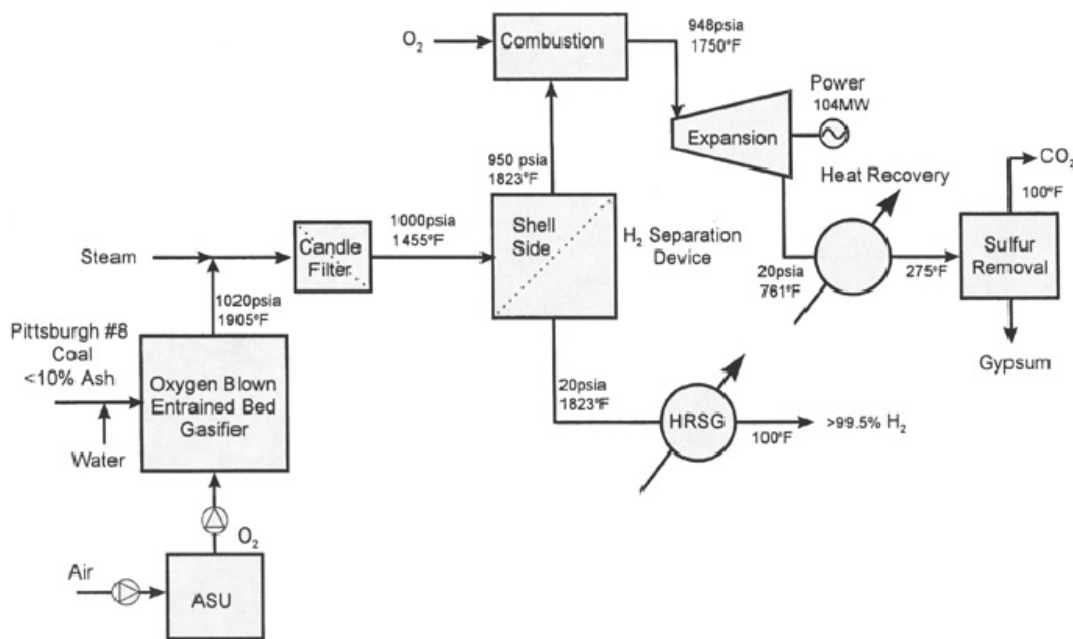 O₂
Combustion
948psia
1750°F
Power
104MW
Expansion
950 psia
1823°F
Heat Recovery
CO₂
100°F
Steam
Candle
Filter
1000psia
1455°F
Shell
Side
H₂ Separation
Device
20psia
761°F
275°F
Sulfur
Removal
1020psia
1905°F
Pittsburgh #8
Coal
<10% Ash
Oxygen Blown
Entrained Bed
Gasifier
Gypsum
20psia
1823°F
HRSG
100°F
>99.5% H₂
Water
O₂
Air
ASU